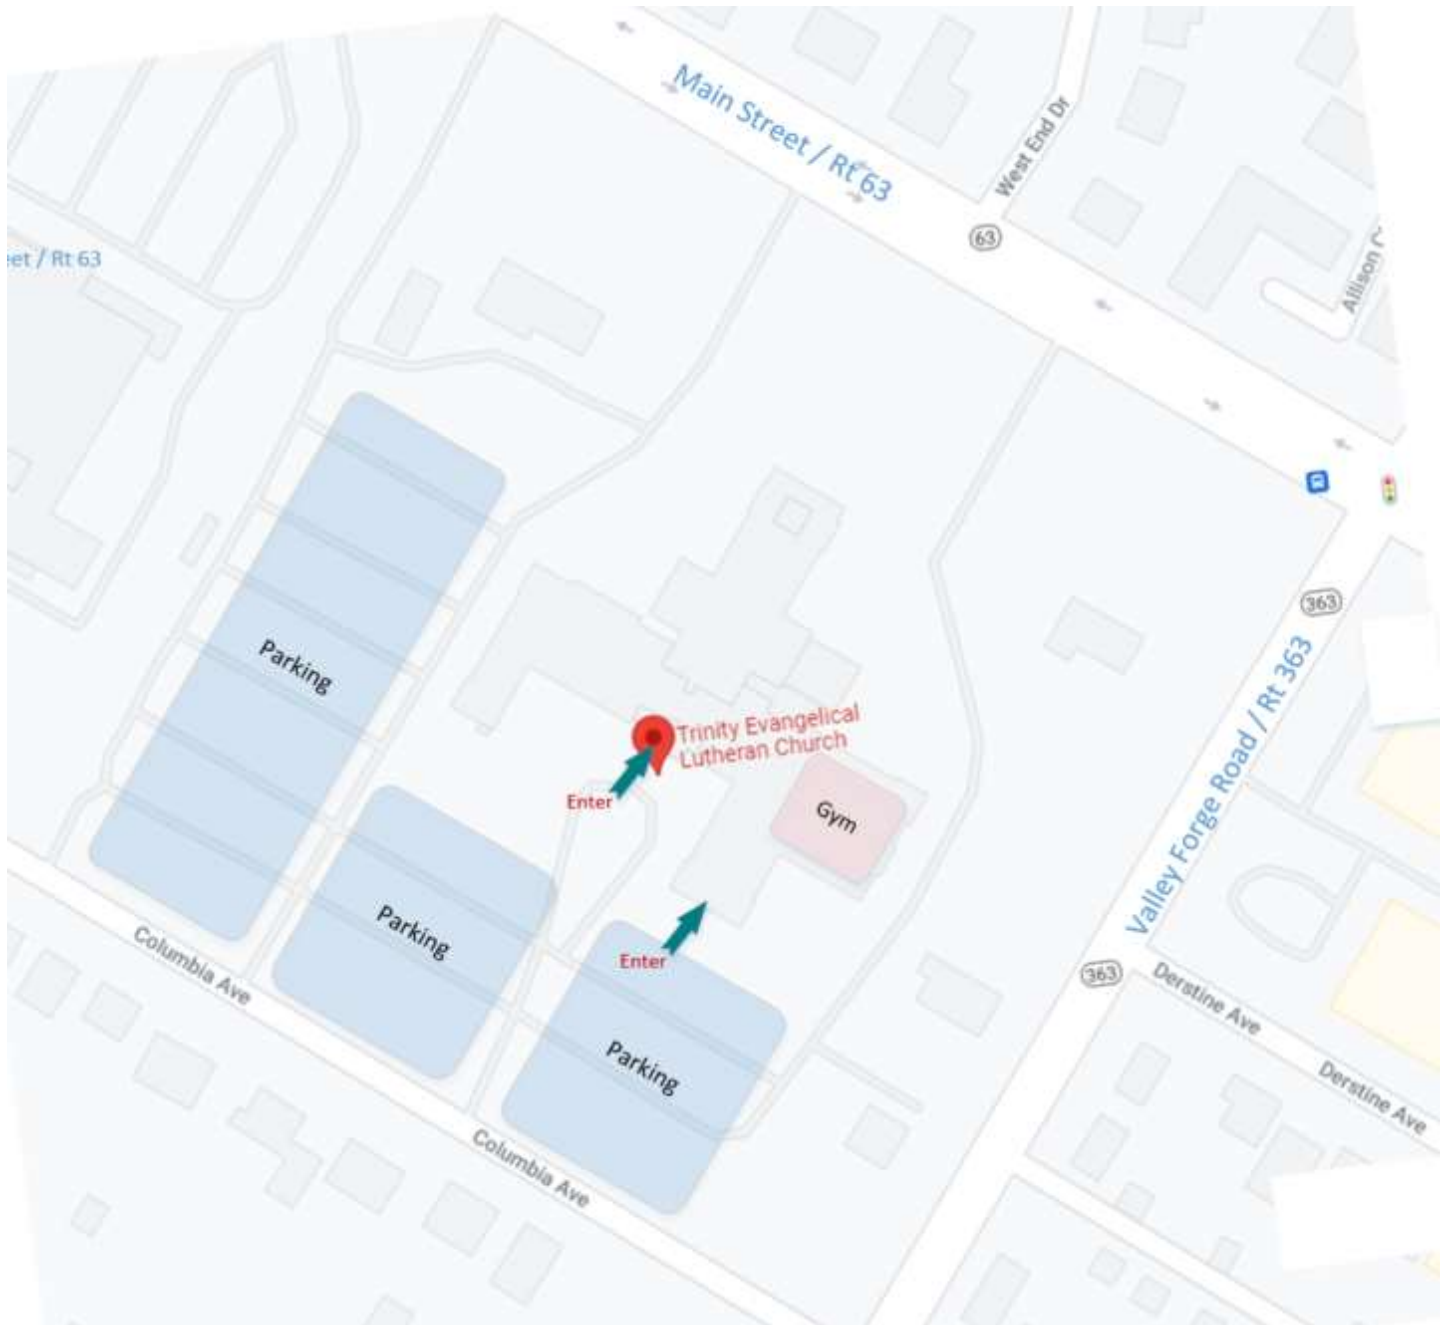 Main Street / Rt 63
West End Dr
63
eet / Rt 63
Allison C
363
Parking
Valley Forge Road / Rt 363
Trinity Evangelical
Lutheran Church
Enter
Gym
Parking
Columbia Ave
Enter
363
Derstine Ave
Parking
Derstine Ave
Columbia Ave